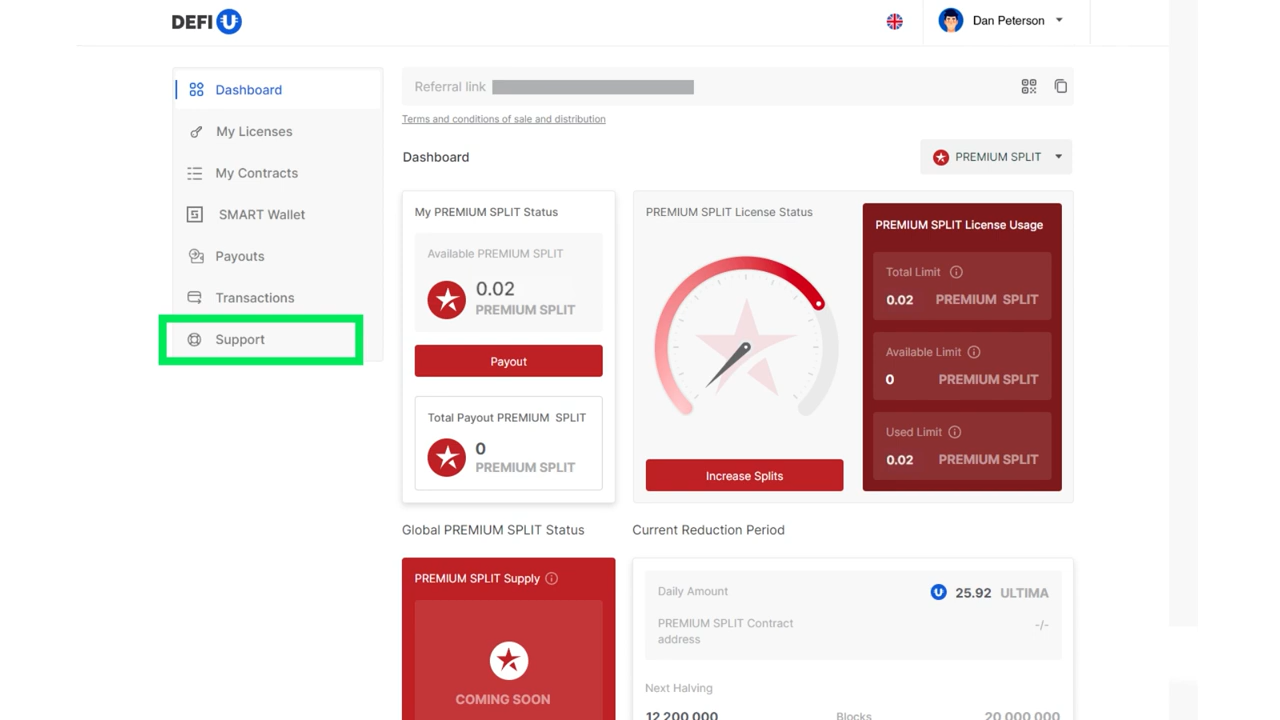 DEFI
Dan Peterson
Dashboard
My Licenses
My Contracts
SMART Wallet
Payouts
Transactions
Support
Referral link
Terms and conditions of sale and distribution
Dashboard
PREMIUM SPLIT
My PREMIUM SPLIT Status
Available PREMIUM SPLIT
0.02
PREMIUM SPLIT
Payout
Total Payout PREMIUM SPLIT
0
PREMIUM SPLIT
PREMIUM SPLIT License Status
Increase Splits
PREMIUM SPLIT License Usage
Total Limit
0.02 PREMIUM SPLIT
Available Limit
0 PREMIUM SPLIT
Used Limit
0.02 PREMIUM SPLIT
Global PREMIUM SPLIT Status
PREMIUM SPLIT Supply
COMING SOON
Current Reduction Period
Daily Amount 25.92 ULTIMA
PREMIUM SPLIT Contract -/-
address
Next Halving
12 200 000 Blocks 20 000 000